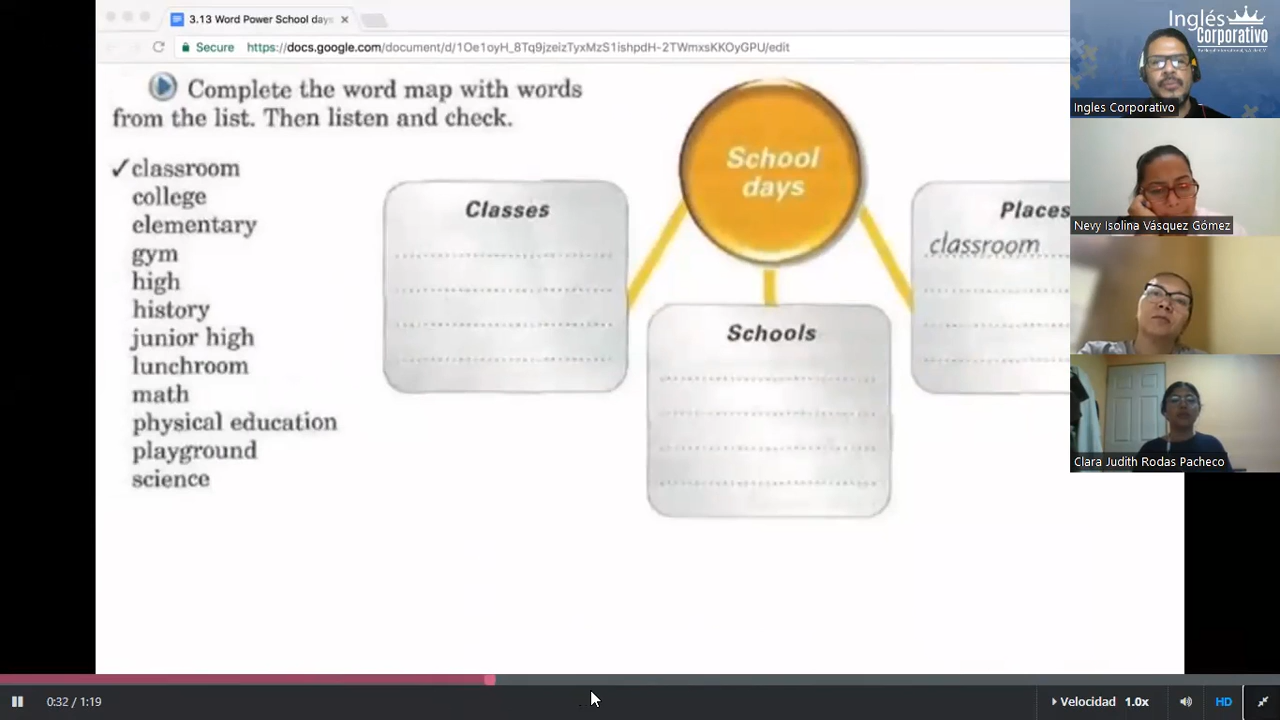 3.13 Word Power School days
Secure https://docs.google.com/document/d/1Oe1oyH_8Tq9jzeizTyxMzS1ishpdH-2TWmxsKKOyGPU/edit
Complete the word map with words
from the list. Then listen and check.
✓classroom
college
elementary
gym
high
history
junior high
lunchroom
math
physical education
playground
science
School
days
Classes
Schools
Places
classroom
Inglés
Corporativo
Ingles Corporativo
Nevy Isolina Vásquez Gómez
Clara Judith Rodas Pacheco
0:32 / 1:19
Velocidad 1.0x
HD